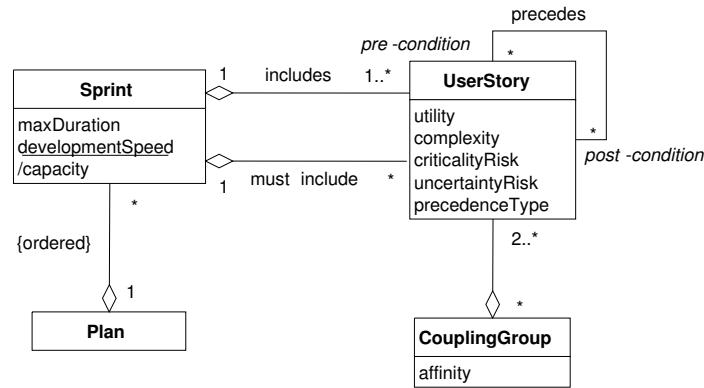 precedes
pre -condition
*
Sprint
1
includes
1..*
UserStory
maxDuration
developmentSpeed
/capacity
utility
complexity
criticalityRisk
uncertaintyRisk
precedenceType
*
post -condition
1
must include
*
*
{ordered}
2..*
1
*
Plan
CouplingGroup
affinity